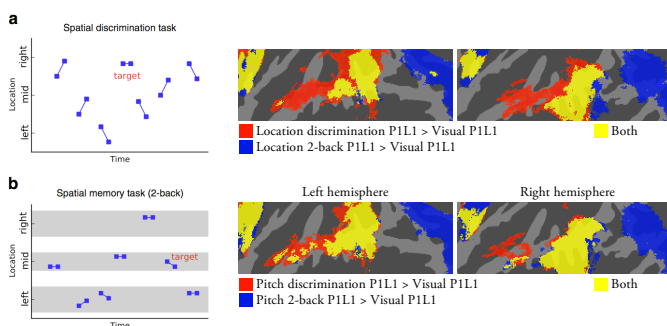 a
Spatial discrimination task
right
mid
left
Location
target
Time
Location discrimination P1L1 > Visual P1L1
Both
Location 2-back P1L1 > Visual P1L1
b
Spatial memory task (2-back)
right
mid
left
Location
target
Time
Left hemisphere
Right hemisphere
Pitch discrimination P1L1 > Visual P1L1
Both
Pitch 2-back P1L1 > Visual P1L1